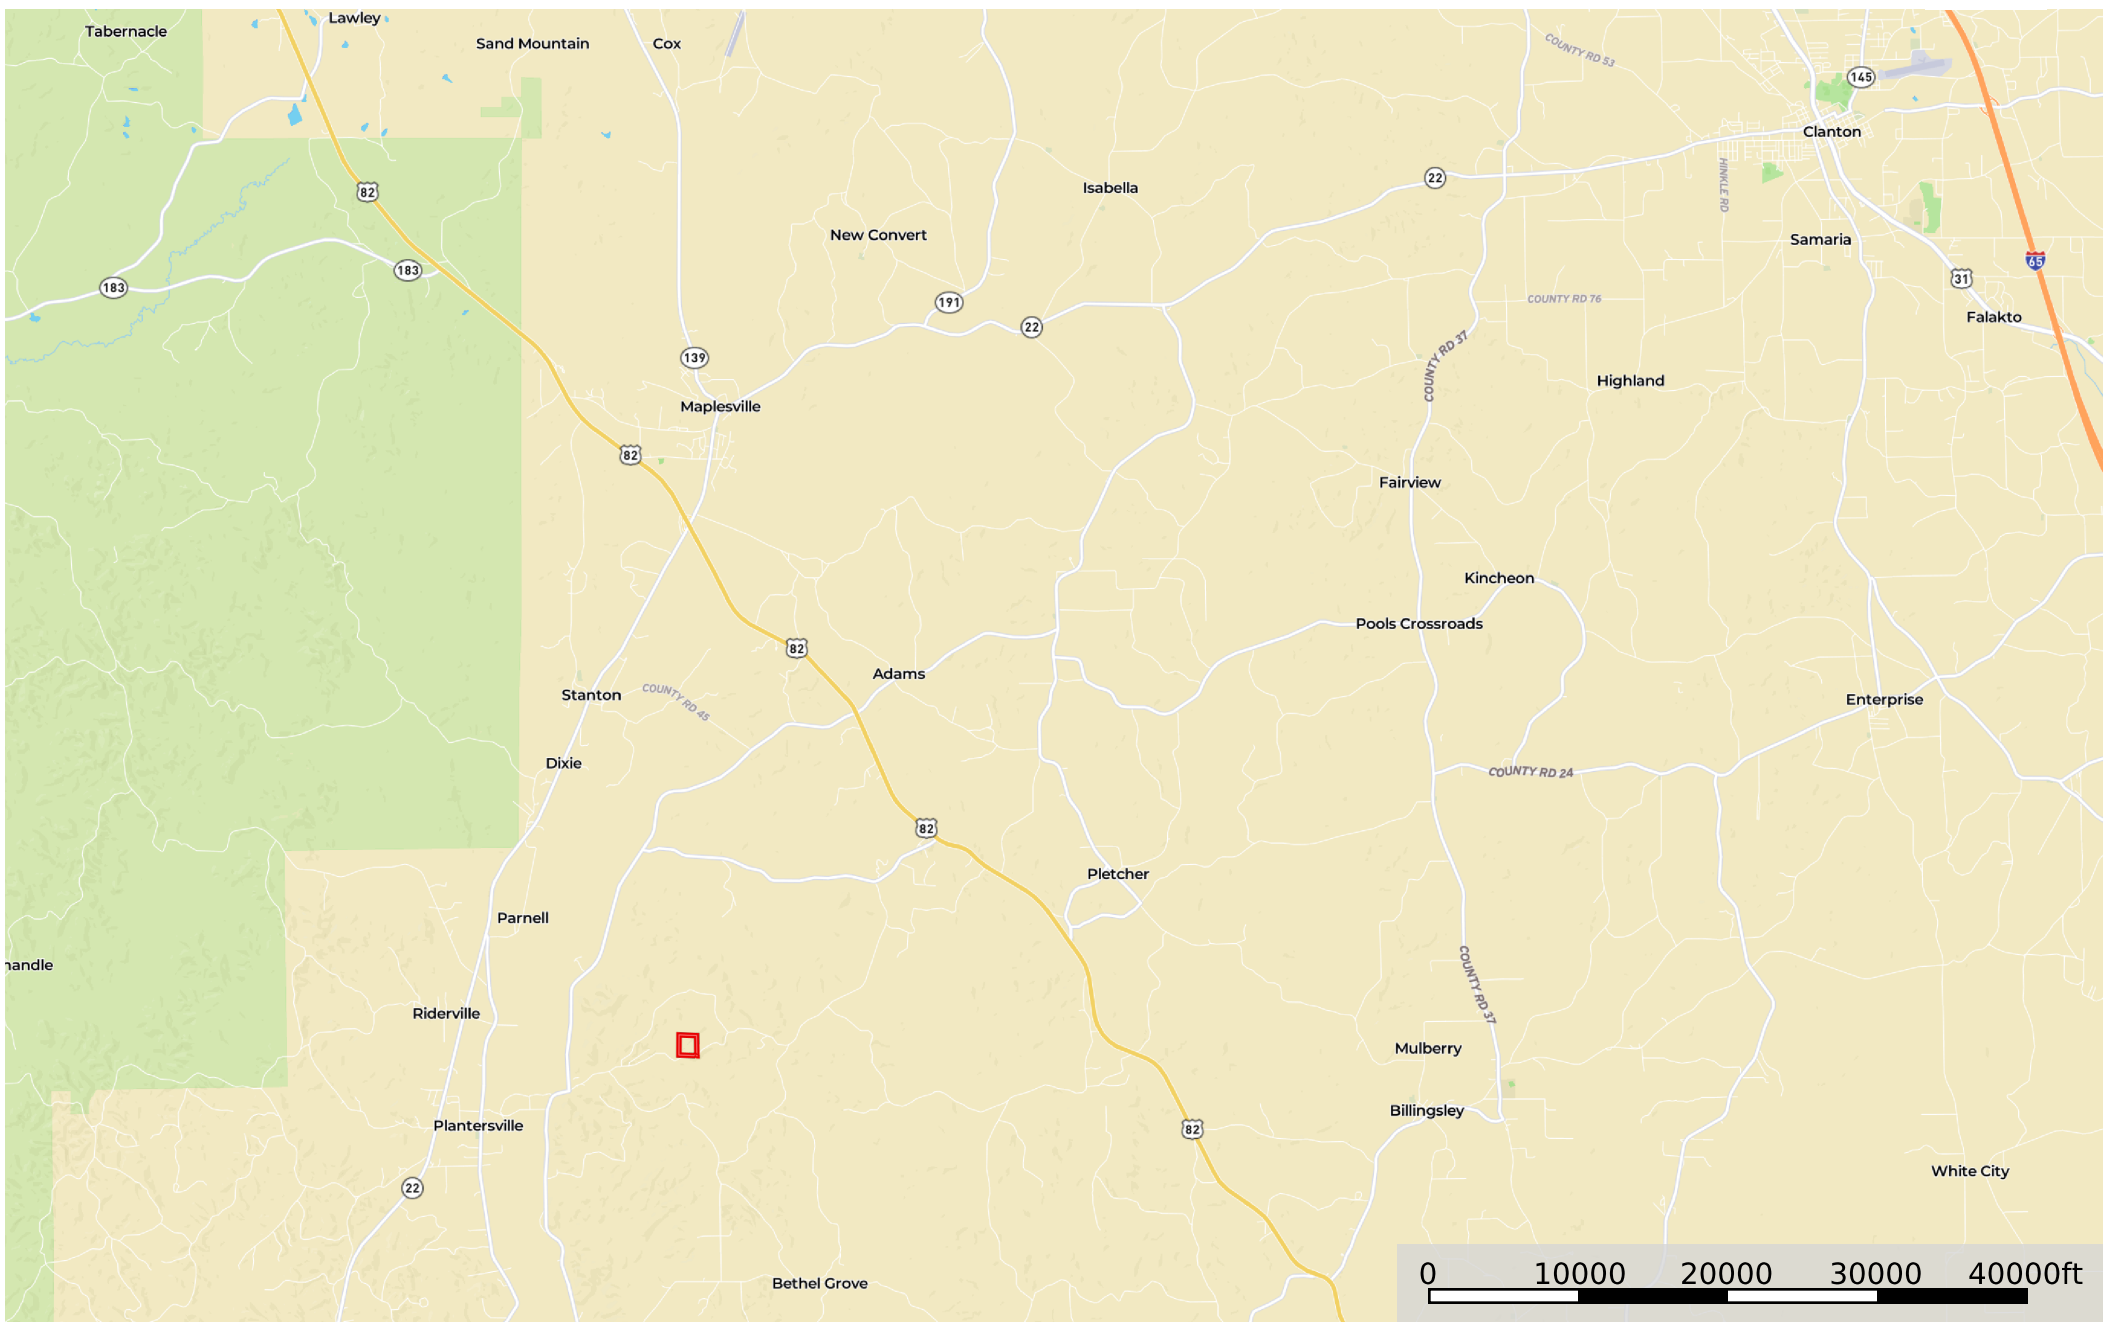 Lawley
Tabernacle
Sand Mountain
Cox
COUNTY RD 53
145
Clanton
22
82
Isabella
HINKLE RD
New Convert
Samaria
183
183
65
31
191
COUNTY RD 76
Falakto
22
139
COUNTY RD 37
Highland
Maplesville
82
Fairview
Kincheon
Pools Crossroads
82
Adams
Stanton
COUNTY RD 45
Enterprise
Dixie
COUNTY RD 24
82
Pletcher
Parnell
handle
COUNTY RD 37
Riderville
Mulberry
Billingsley
Plantersville
82
White City
22
Bethel Grove
0 10000 20000 30000 40000ft